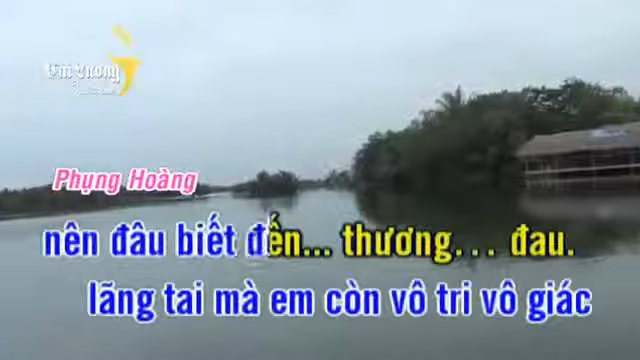 Phụng Hoàng
nên đâu biết đến... thương... đau.
lãng tai mà em còn vô tri vô giác